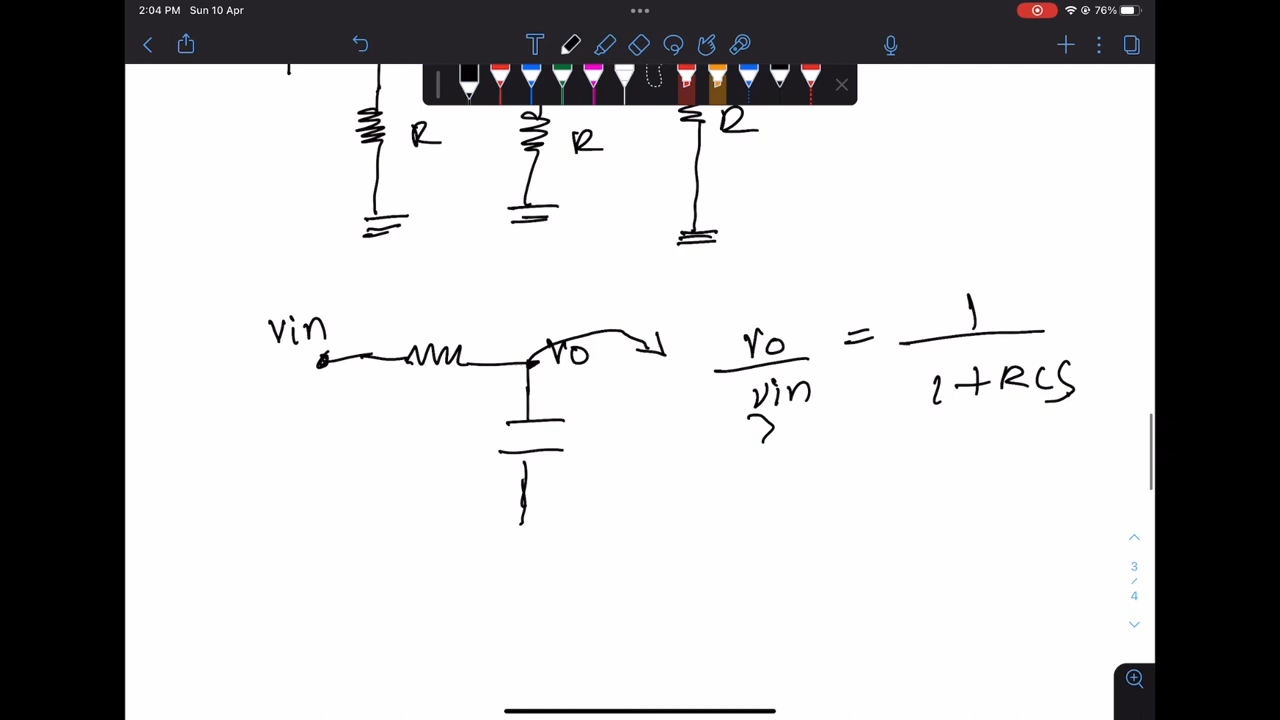 2:04 PM Sun 10 Apr
76%
T
R
R
R
vin
vo
vo
vin
=
1
1 + RCS
3
/
4